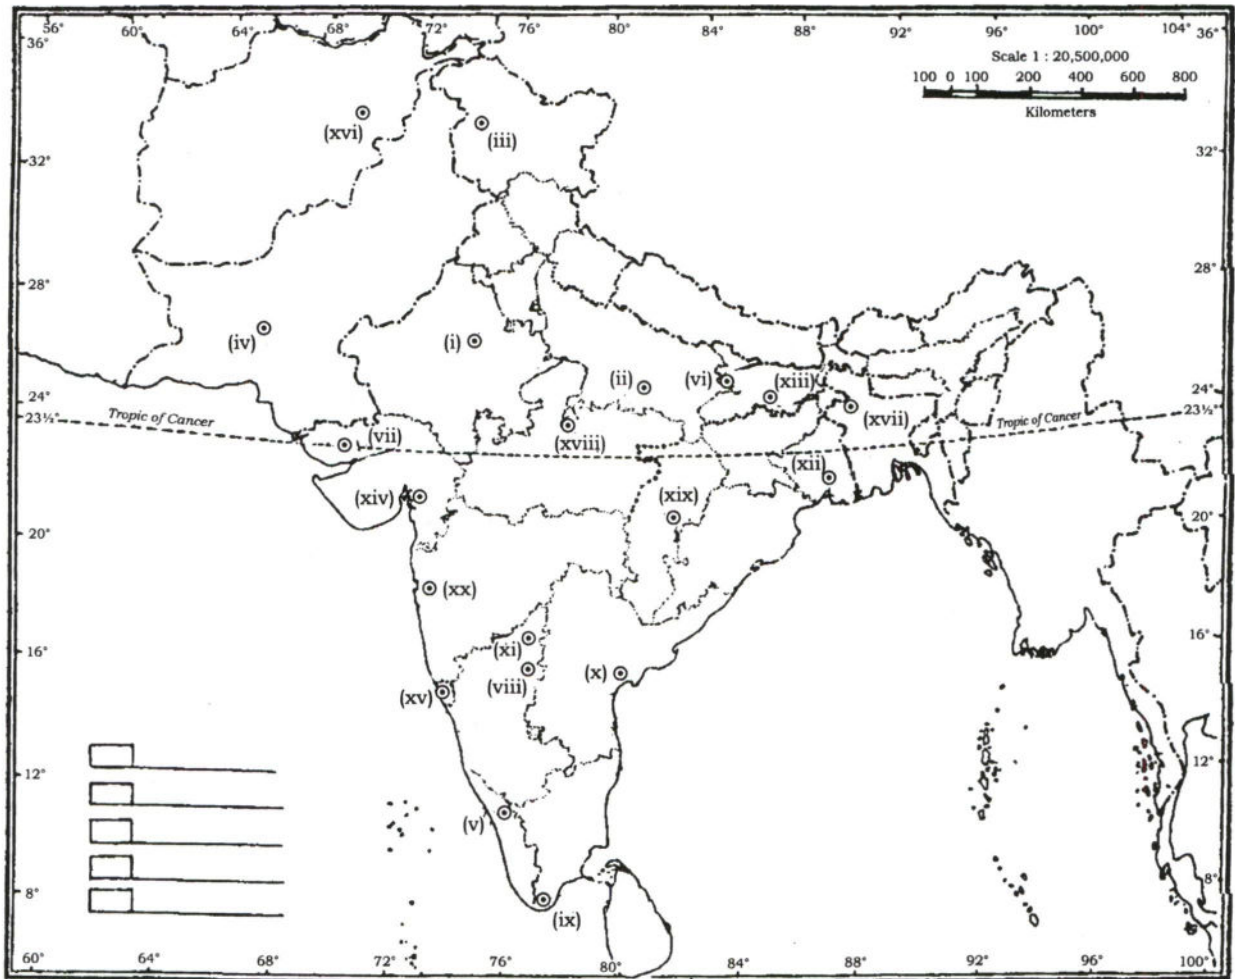 56° 60° 64° 68° 72° 76° 80° 84° 88° 92° 96° 100° 104°
36° 36°
Scale 1 : 20,500,000
100 0 100 200 400 600 800
Kilometers
(xvi) (iii)
32° 32°
28° 28°
(iv) (i)
(ii) (vi) (xiii)
24° 24°
23½° Tropic of Cancer (vii) (xviii) (xvii) Tropic of Cancer 23½°
(xii)
(xiv) (xix)
20° 20°
(xx)
16° (xi) 16°
(viii) (x)
(xv)
12° 12°
(v)
8° 8°
(ix)
60° 64° 68° 72° 76° 80° 84° 88° 92° 96° 100°